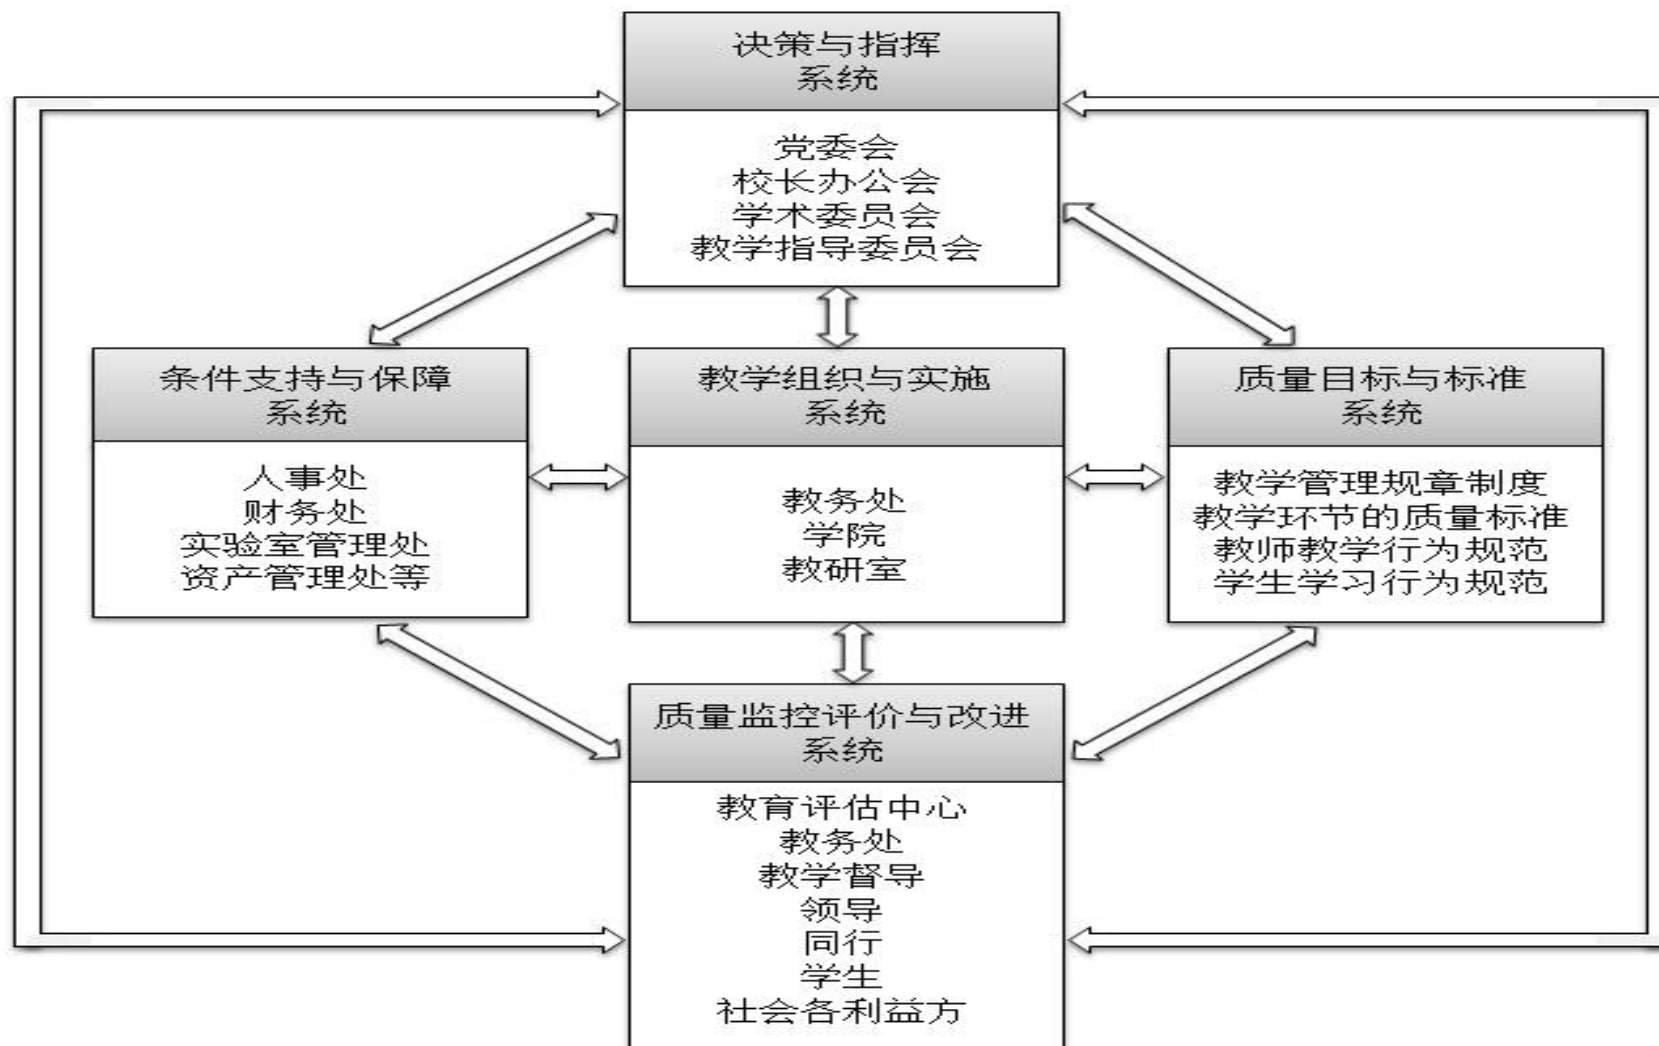 决策与指挥
系统
党委会
校长办公会
学术委员会
教学指导委员会
条件支持与保障
系统
人事处
财务处
实验室管理处
资产管理处等
教学组织与实施
系统
教务处
学院
教研室
质量目标与标准
系统
教学管理规章制度
教学环节的质量标准
教师教学行为规范
学生学习行为规范
质量监控评价与改进
系统
教育评估中心
教务处
教学督导
领导
同行
学生
社会各利益方